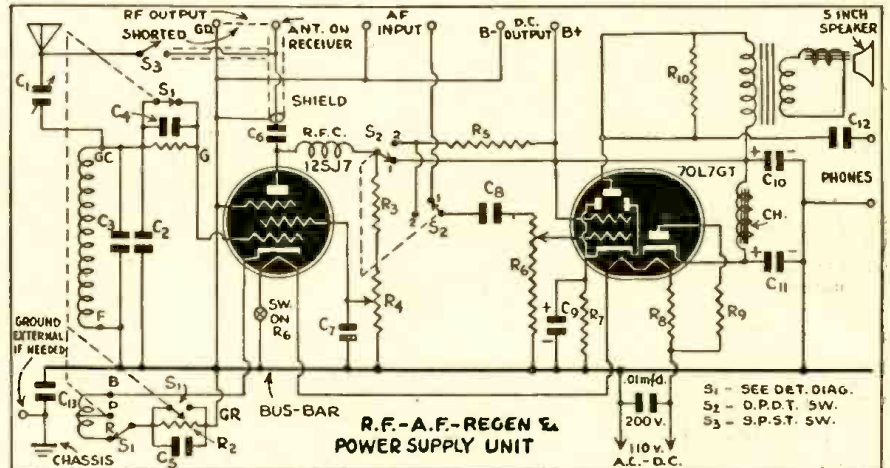 RF OUTPUT
SHORTED
GD.
ANT. ON
RECEIVER
AF
INPUT
D.C.
OUTPUT
B-
B+
5 INCH
SPEAKER
S3
C1
S1
C4
SHIELD
C6
R.F.C.
12SJ7
S2
2
1
R5
R10
C12
GC
G
70L7GT
+ -
C10
PHONES
C3
C2
R3
1
2
S2
C8
R6
CH.
+ -
C11
F
SW.
ON
R6
C7
R4
+
C9
-
R7
R8
R9
GROUND
EXTERNAL
IF NEEDED
C13
B
D
R
S1
S1
GR
R2
C5
CHASSIS
BUS-BAR
R.F.-A.F.-REGEN &
POWER SUPPLY UNIT
.01mfd.
200 V.
110 V.
A.C.-D.C.
S1 - SEE DET. DIAG.
S2 - D.P.D.T. SW.
S3 - S.P.S.T. SW.